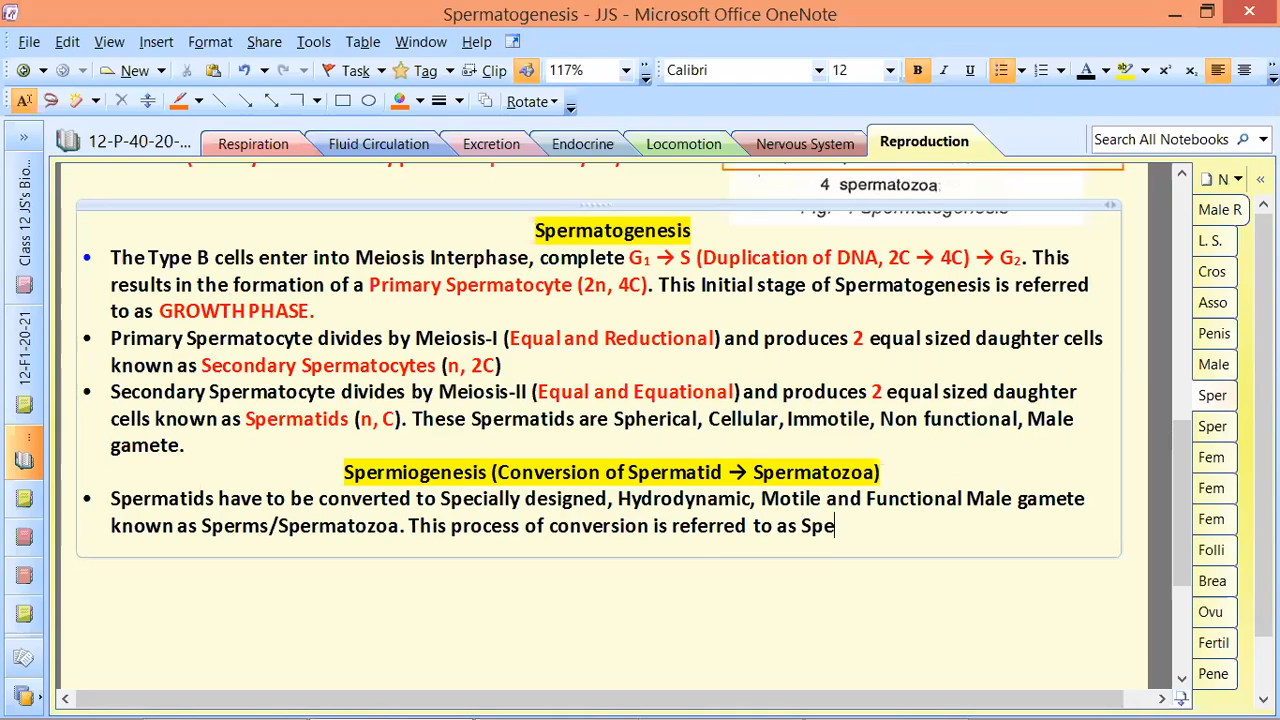 Spermatogenesis - JJS - Microsoft Office OneNote
File Edit View Insert Format Share Tools Table Window Help
New Task Tag Clip 117% Calibri 12 B I U A ab x² x₂
A Rotate
12-P-40-20-... Respiration Fluid Circulation Excretion Endocrine Locomotion Nervous System Reproduction Search All Notebooks
» N «
Class 12 JJS's Bio...
12-F1-20-21
4 spermatozoa
Spermatogenesis
• The Type B cells enter into Meiosis Interphase, complete G₁ → S (Duplication of DNA, 2C → 4C) → G₂. This
results in the formation of a Primary Spermatocyte (2n, 4C). This Initial stage of Spermatogenesis is referred
to as GROWTH PHASE.
• Primary Spermatocyte divides by Meiosis-I (Equal and Reductional) and produces 2 equal sized daughter cells
known as Secondary Spermatocytes (n, 2C)
• Secondary Spermatocyte divides by Meiosis-II (Equal and Equational) and produces 2 equal sized daughter
cells known as Spermatids (n, C). These Spermatids are Spherical, Cellular, Immotile, Non functional, Male
gamete.
Spermiogenesis (Conversion of Spermatid → Spermatozoa)
• Spermatids have to be converted to Specially designed, Hydrodynamic, Motile and Functional Male gamete
known as Sperms/Spermatozoa. This process of conversion is referred to as Spe
Male R
L. S.
Cros
Asso
Penis
Male
Sper
Sper
Fem
Fem
Fem
Folli
Brea
Ovu
Fertil
Pene